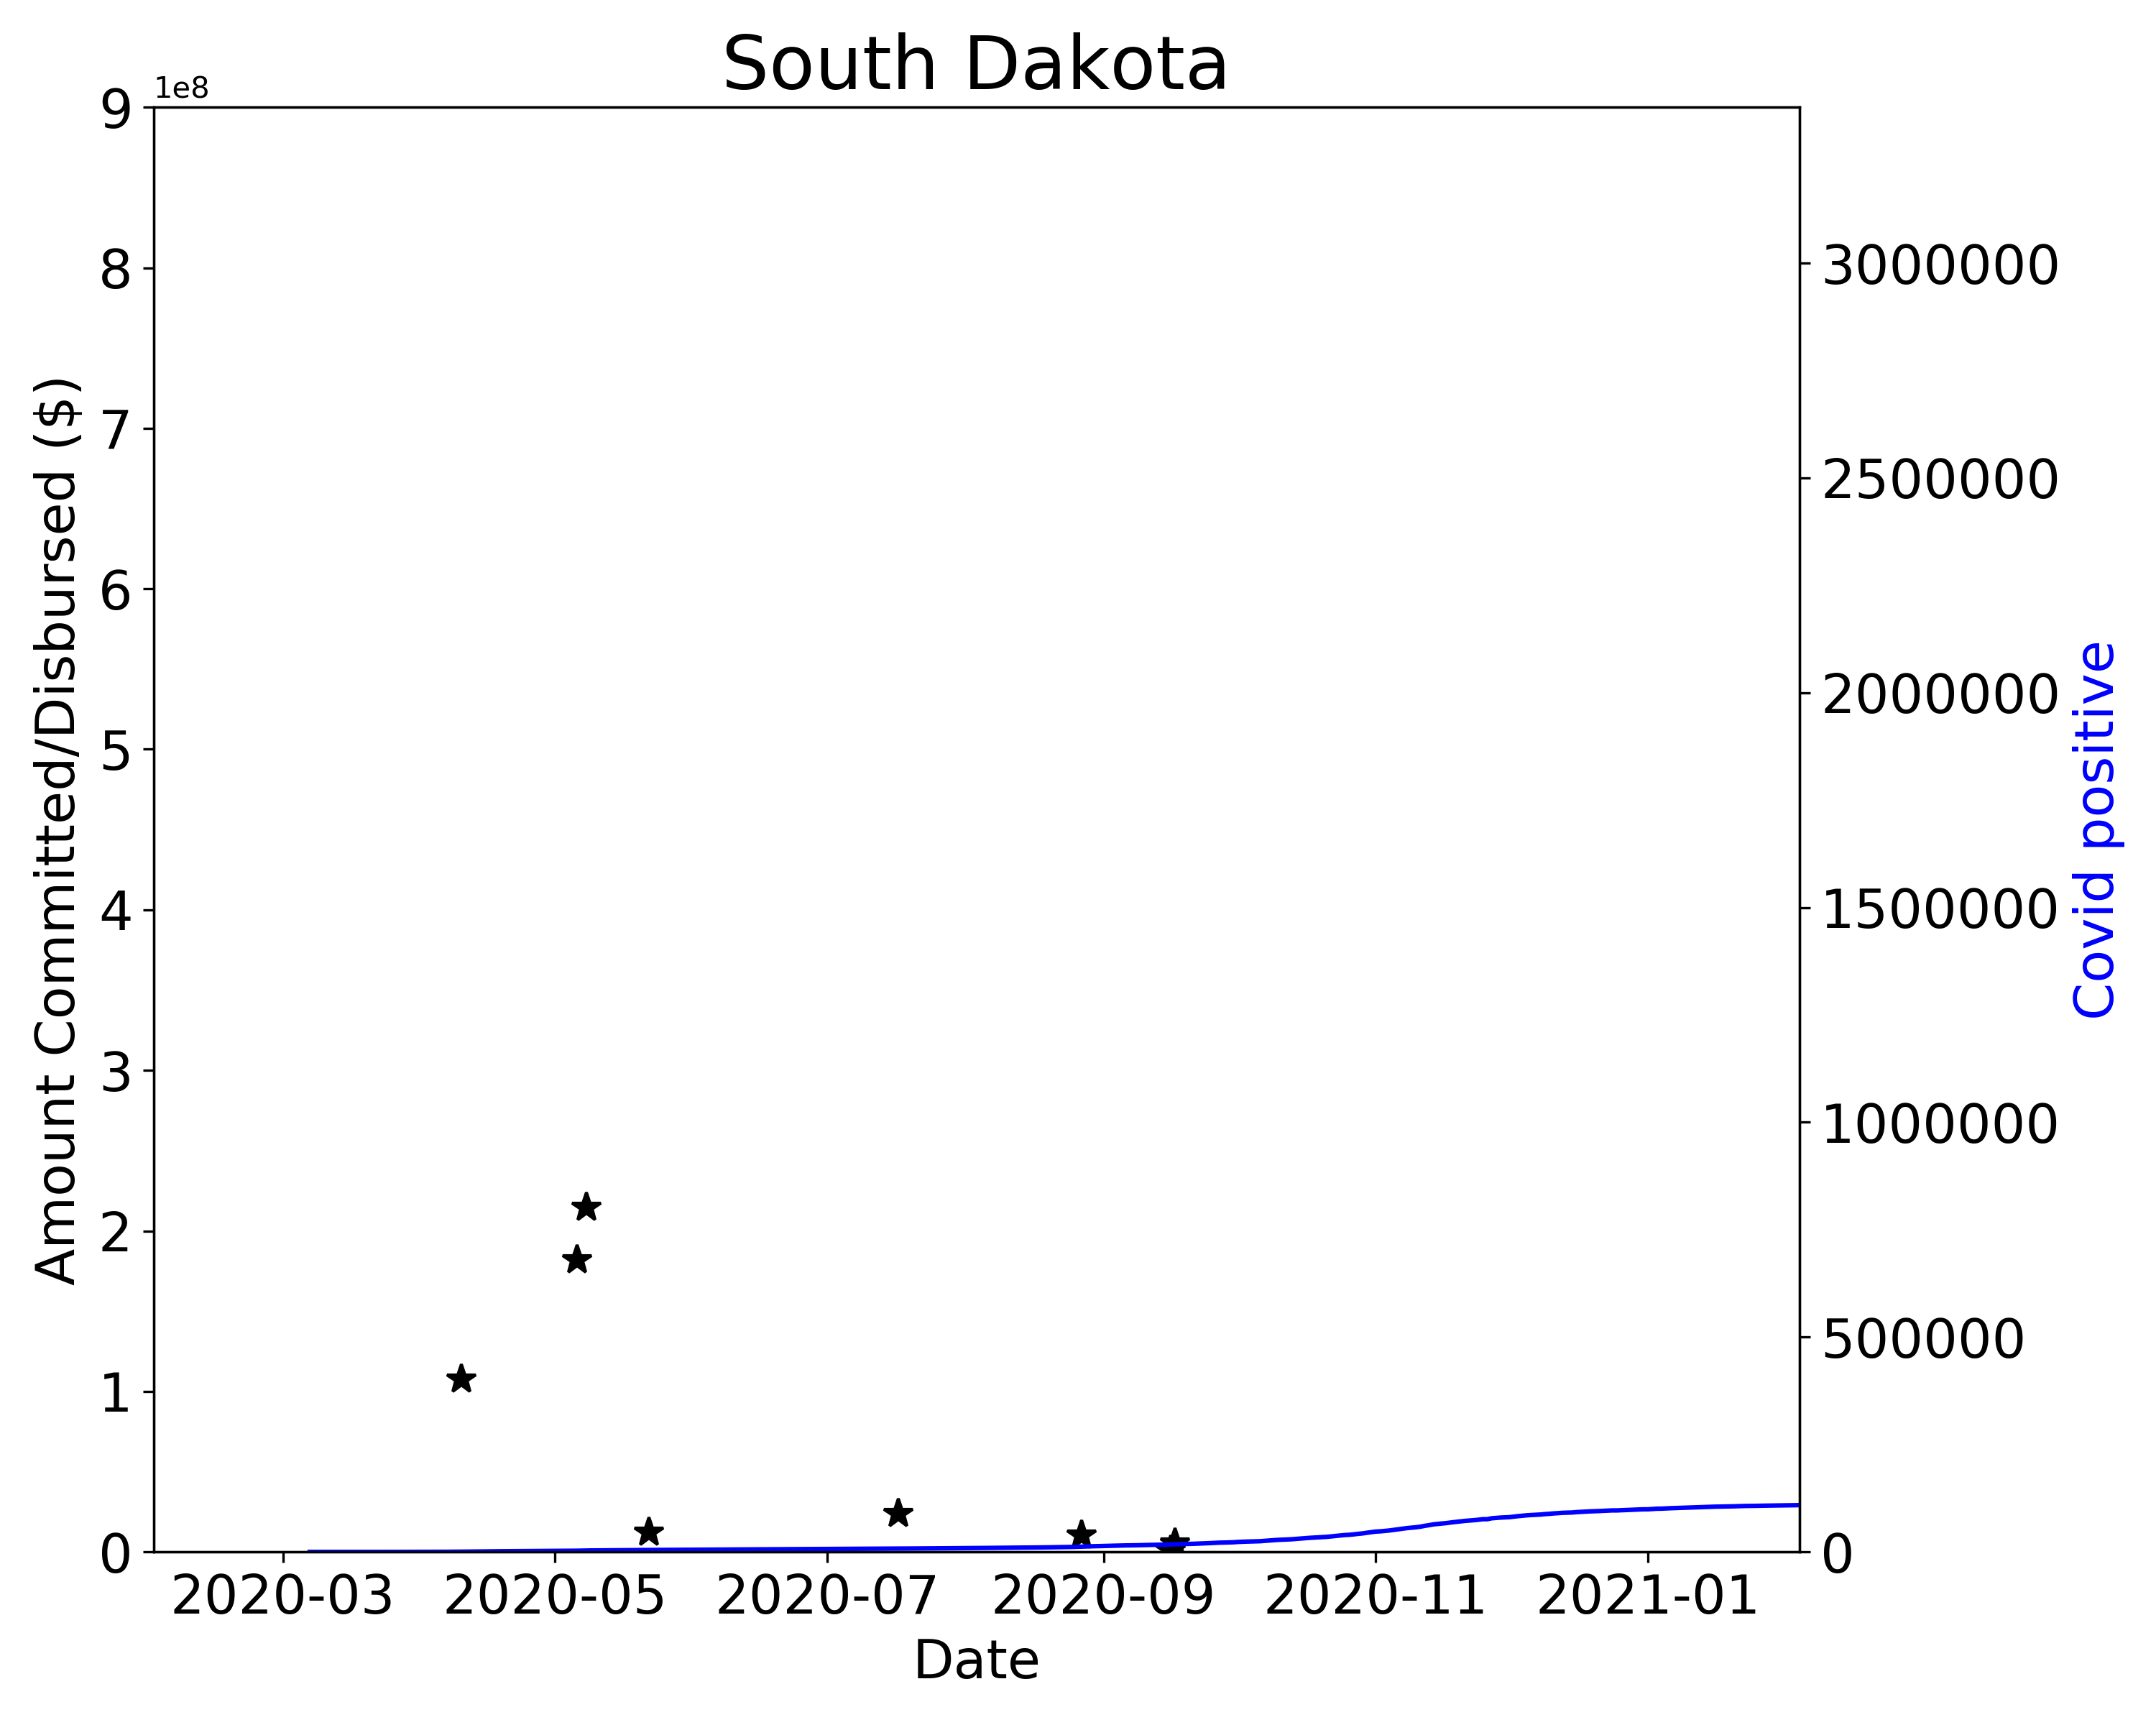 South Dakota
1e8
9
8
7
6
5
4
3
2
1
0
Amount Committed/Disbursed ($)
3000000
2500000
2000000
1500000
1000000
500000
0
Covid positive
2020-03 2020-05 2020-07 2020-09 2020-11 2021-01
Date